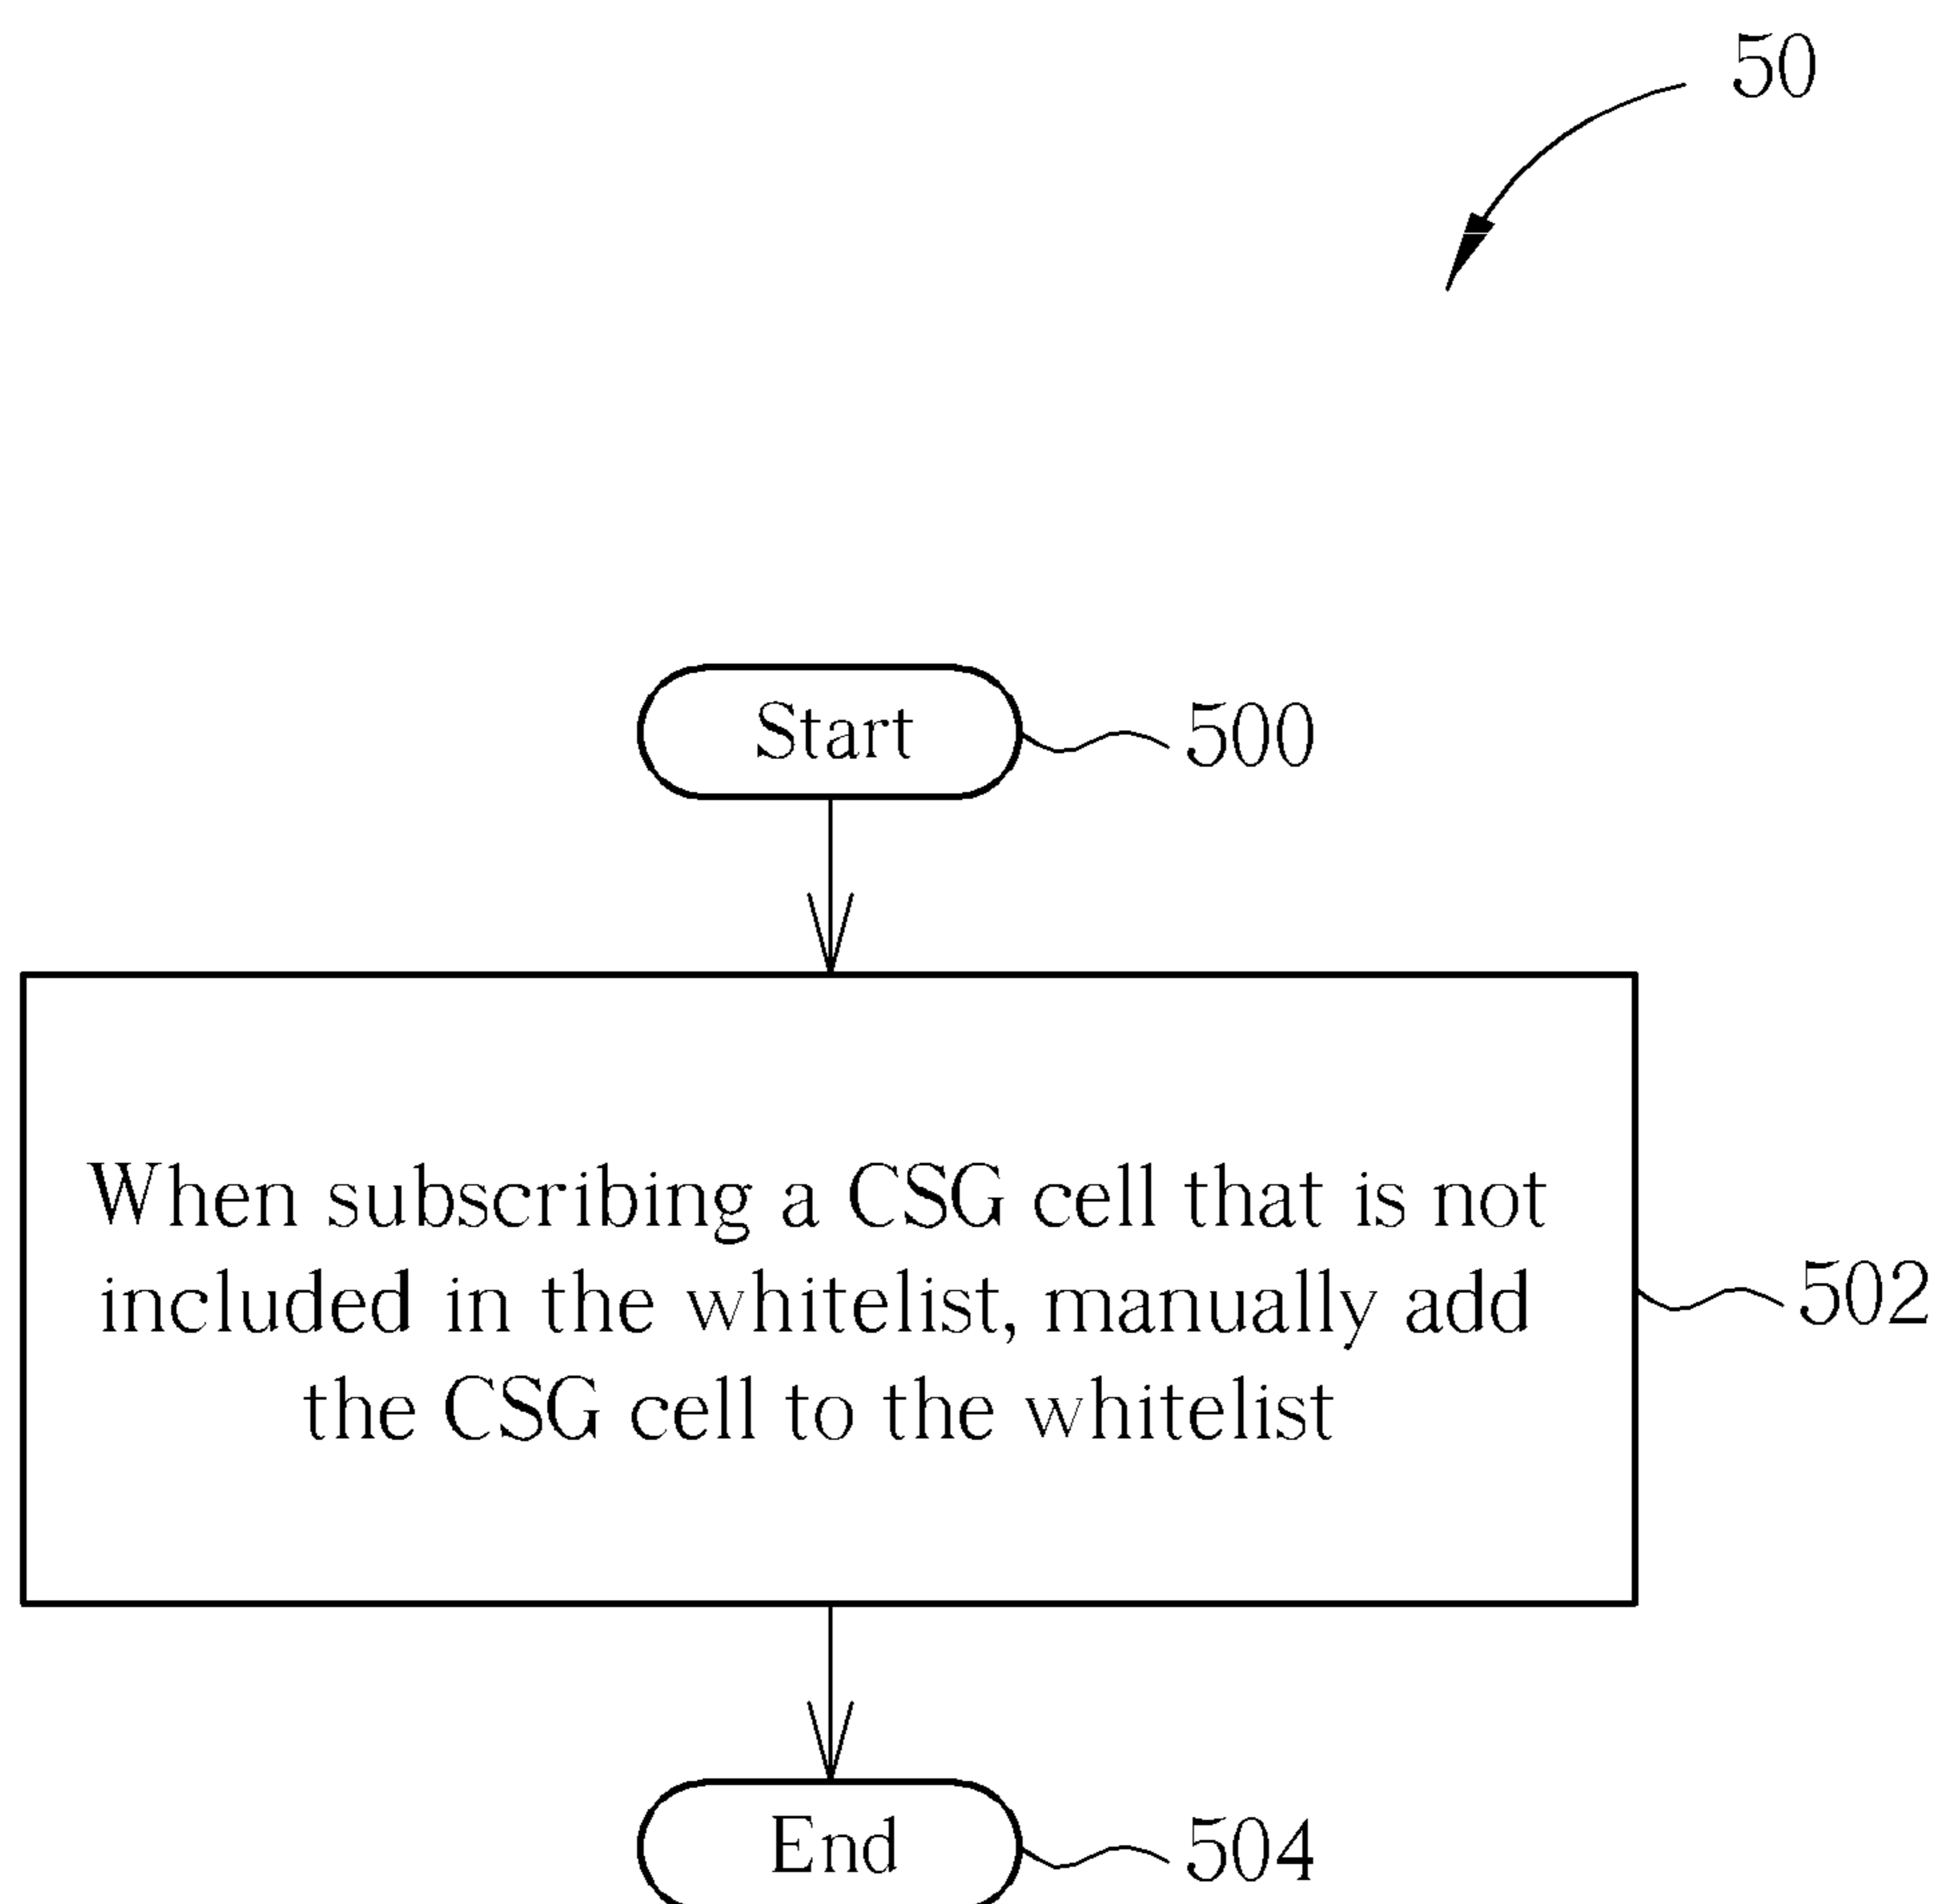 50
Start
500
When subscribing a CSG cell that is not
included in the whitelist, manually add
the CSG cell to the whitelist
502
End
504